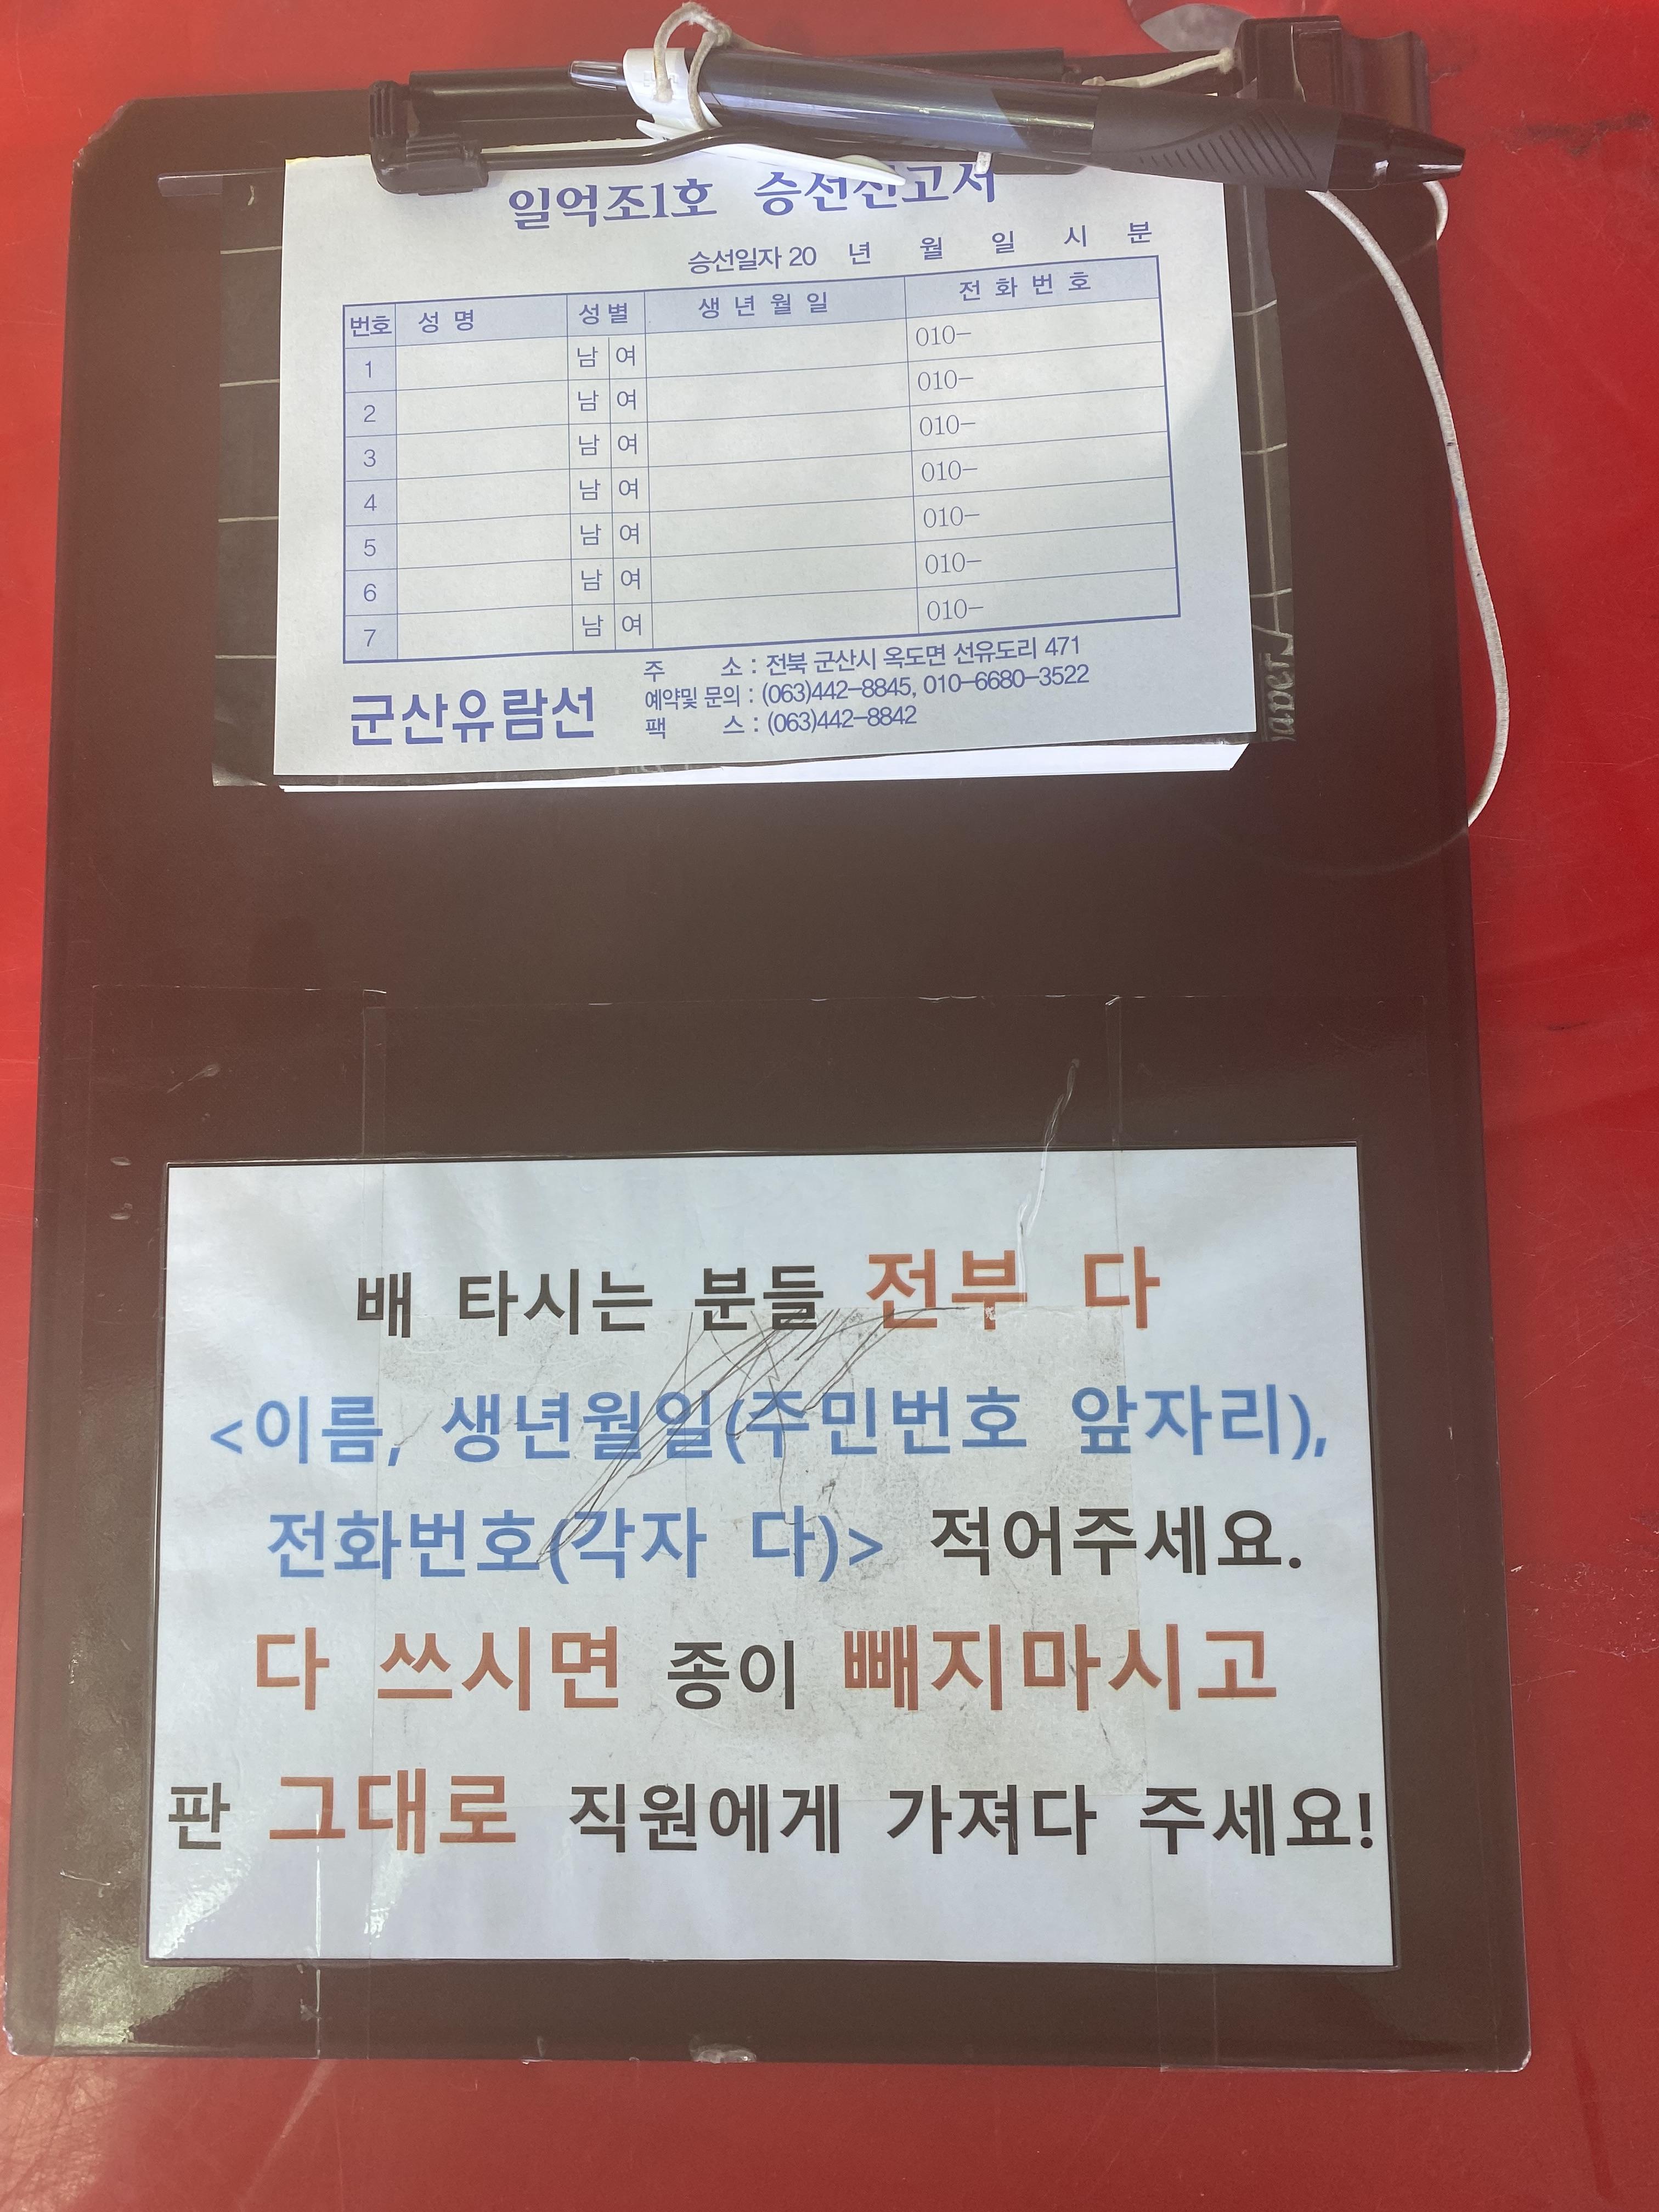 일억조1호 승선신고서
승선일자 20 년 월 일 시 분
번호 성 명 성 별 생 년 월 일 전 화 번 호
1 남 여 010-
2 남 여 010-
3 남 여 010-
4 남 여 010-
5 남 여 010-
6 남 여 010-
7 남 여 010-
군산유람선
주 소 : 전북 군산시 옥도면 선유도리 471
예약및 문의 : (063)442-8845, 010-6680-3522
팩 스 : (063)442-8842
배 타시는 분들 전부 다
<이름, 생년월일(주민번호 앞자리),
전화번호(각자 다)> 적어주세요.
다 쓰시면 종이 빼지마시고
판 그대로 직원에게 가져다 주세요!